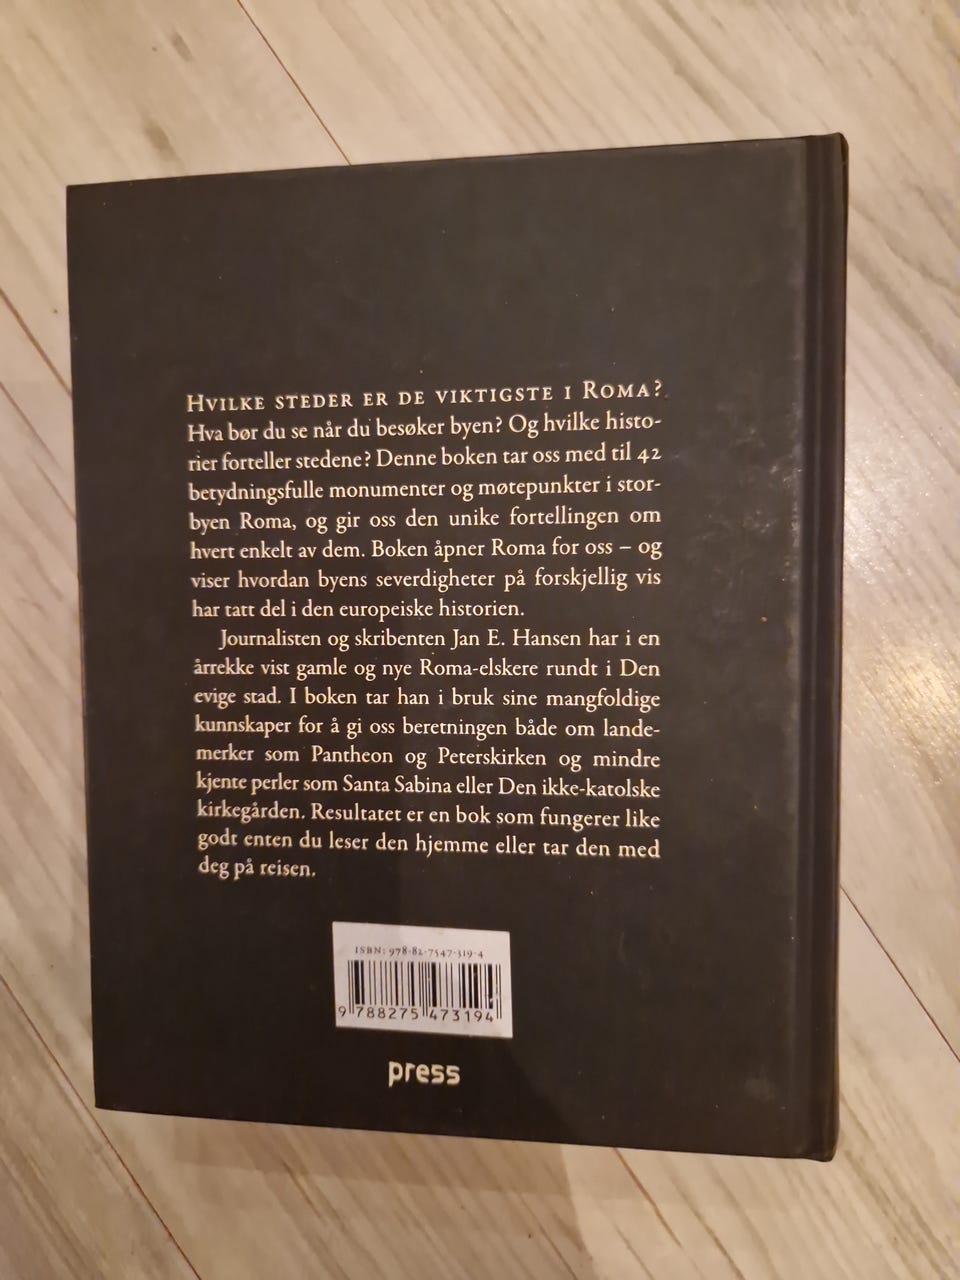 HVILKE STEDER ER DE VIKTIGSTE I ROMA?
Hva bør du se når du besøker byen? Og hvilke histo-
rier forteller stedene? Denne boken tar oss med til 42
betydningsfulle monumenter og møtepunkter i stor-
byen Roma, og gir oss den unike fortellingen om
hvert enkelt av dem. Boken åpner Roma for oss – og
viser hvordan byens severdigheter på forskjellig vis
har tatt del i den europeiske historien.
Journalisten og skribenten Jan E. Hansen har i en
årrekke vist gamle og nye Roma-elskere rundt i Den
evige stad. I boken tar han i bruk sine mangfoldige
kunnskaper for å gi oss beretningen både om lande-
merker som Pantheon og Peterskirken og mindre
kjente perler som Santa Sabina eller Den ikke-katolske
kirkegården. Resultatet er en bok som fungerer like
godt enten du leser den hjemme eller tar den med
deg på reisen.
ISBN: 978-82-7547-319-4
9 788275 473194
press